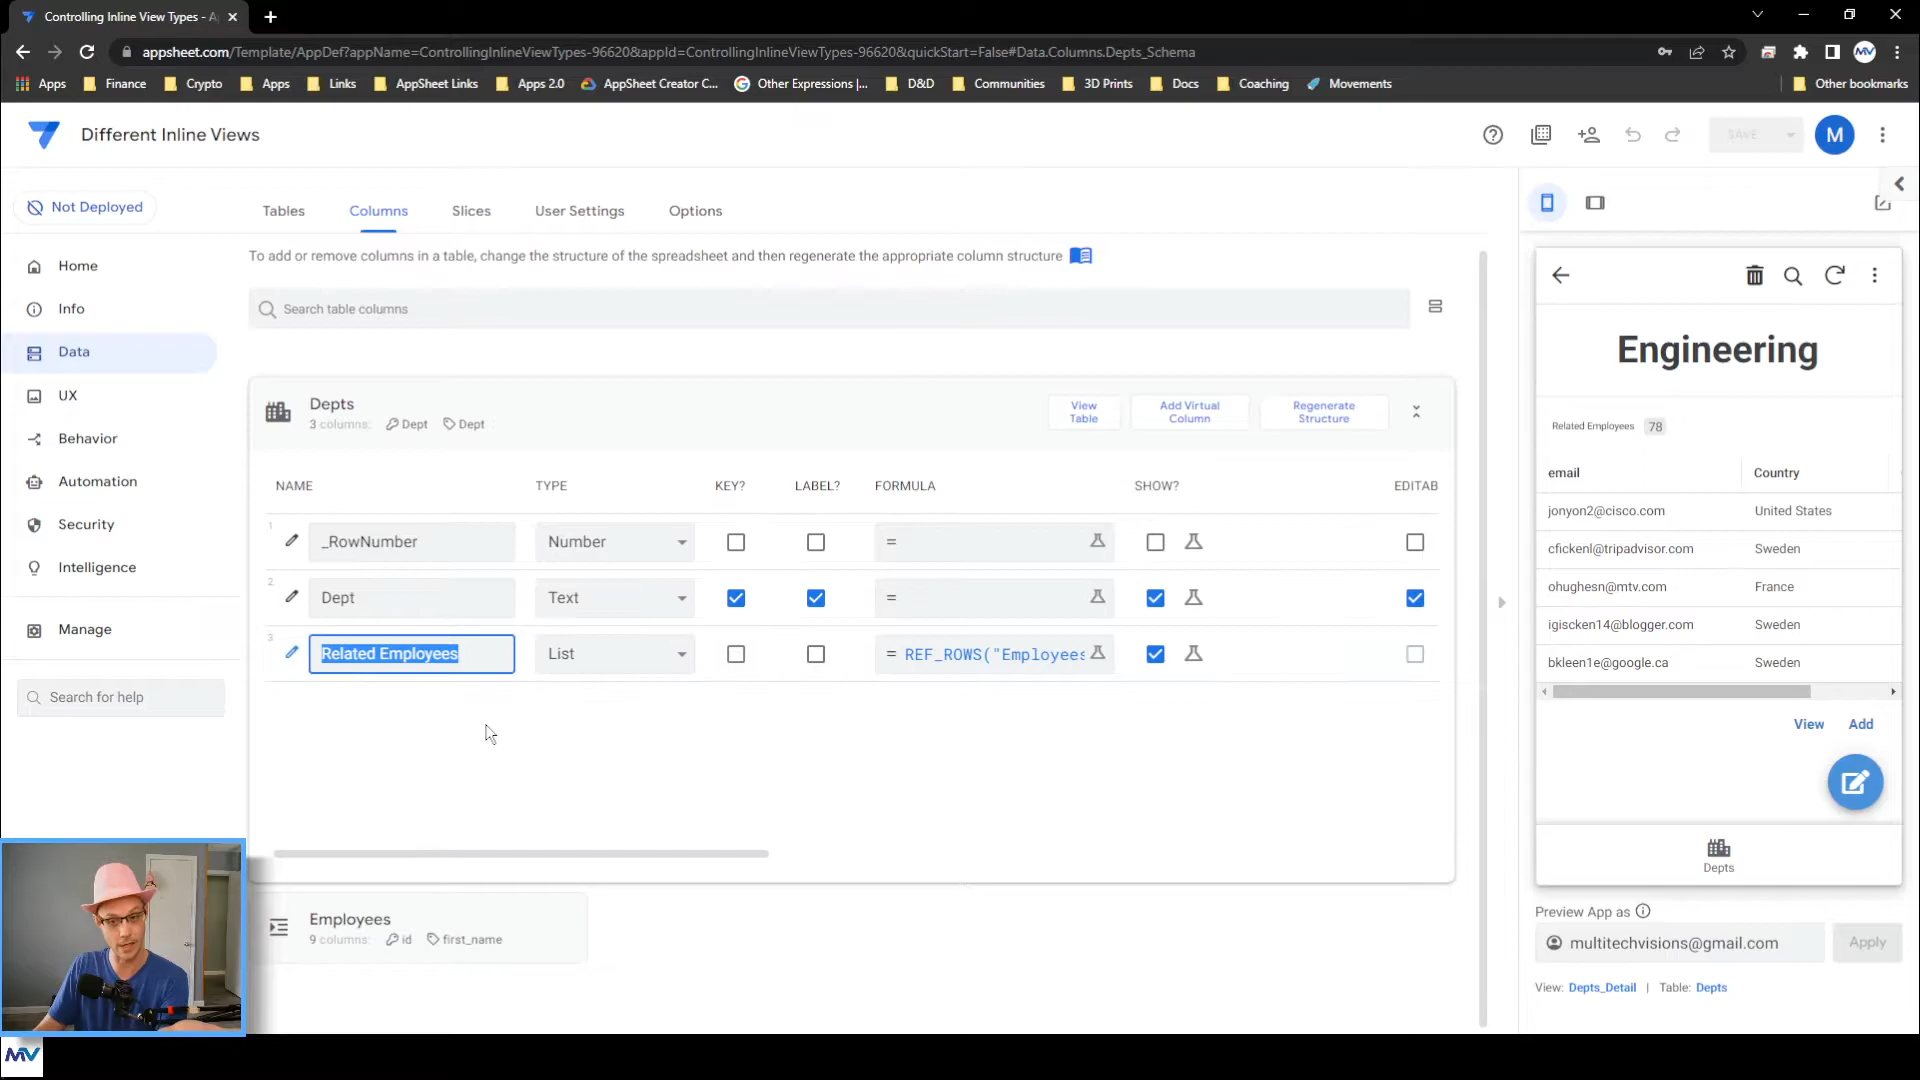 Controlling Inline View Types - A
appsheet.com/Template/AppDef?appName=ControllingInlineViewTypes-96620&appId=ControllingInlineViewTypes-96620&quickStart=False#Data.Columns.Depts_Schema
MV
Apps Finance Crypto Apps Links AppSheet Links Apps 2.0 AppSheet Creator C... Other Expressions |... D&D Communities 3D Prints Docs Coaching Movements Other bookmarks
Different Inline Views
SAVE
M
Not Deployed
Home
Info
Data
UX
Behavior
Automation
Security
Intelligence
Manage
Search for help
Tables Columns Slices User Settings Options
To add or remove columns in a table, change the structure of the spreadsheet and then regenerate the appropriate column structure
Search table columns
Depts
3 columns: Dept Dept
View Table
Add Virtual Column
Regenerate Structure
NAME TYPE KEY? LABEL? FORMULA SHOW? EDITAB
1 _RowNumber Number =
2 Dept Text =
3 Related Employees List = REF_ROWS("Employees
Employees
9 columns: id first_name
Engineering
Related Employees 78
email Country
jonyon2@cisco.com United States
cfickenl@tripadvisor.com Sweden
ohughesn@mtv.com France
igiscken14@blogger.com Sweden
bkleen1e@google.ca Sweden
View Add
Depts
Preview App as
multitechvisions@gmail.com Apply
View: Depts_Detail | Table: Depts
MV